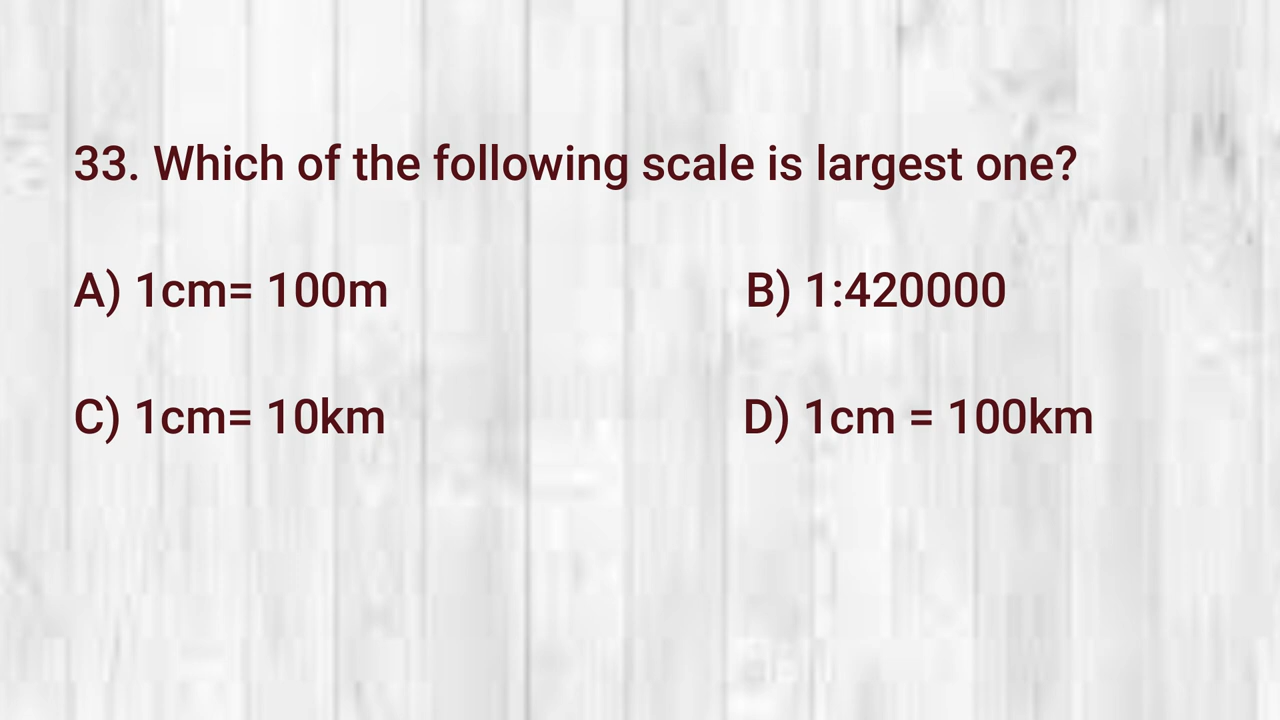 33. Which of the following scale is largest one?
A) 1cm= 100m B) 1:420000
C) 1cm= 10km D) 1cm = 100km